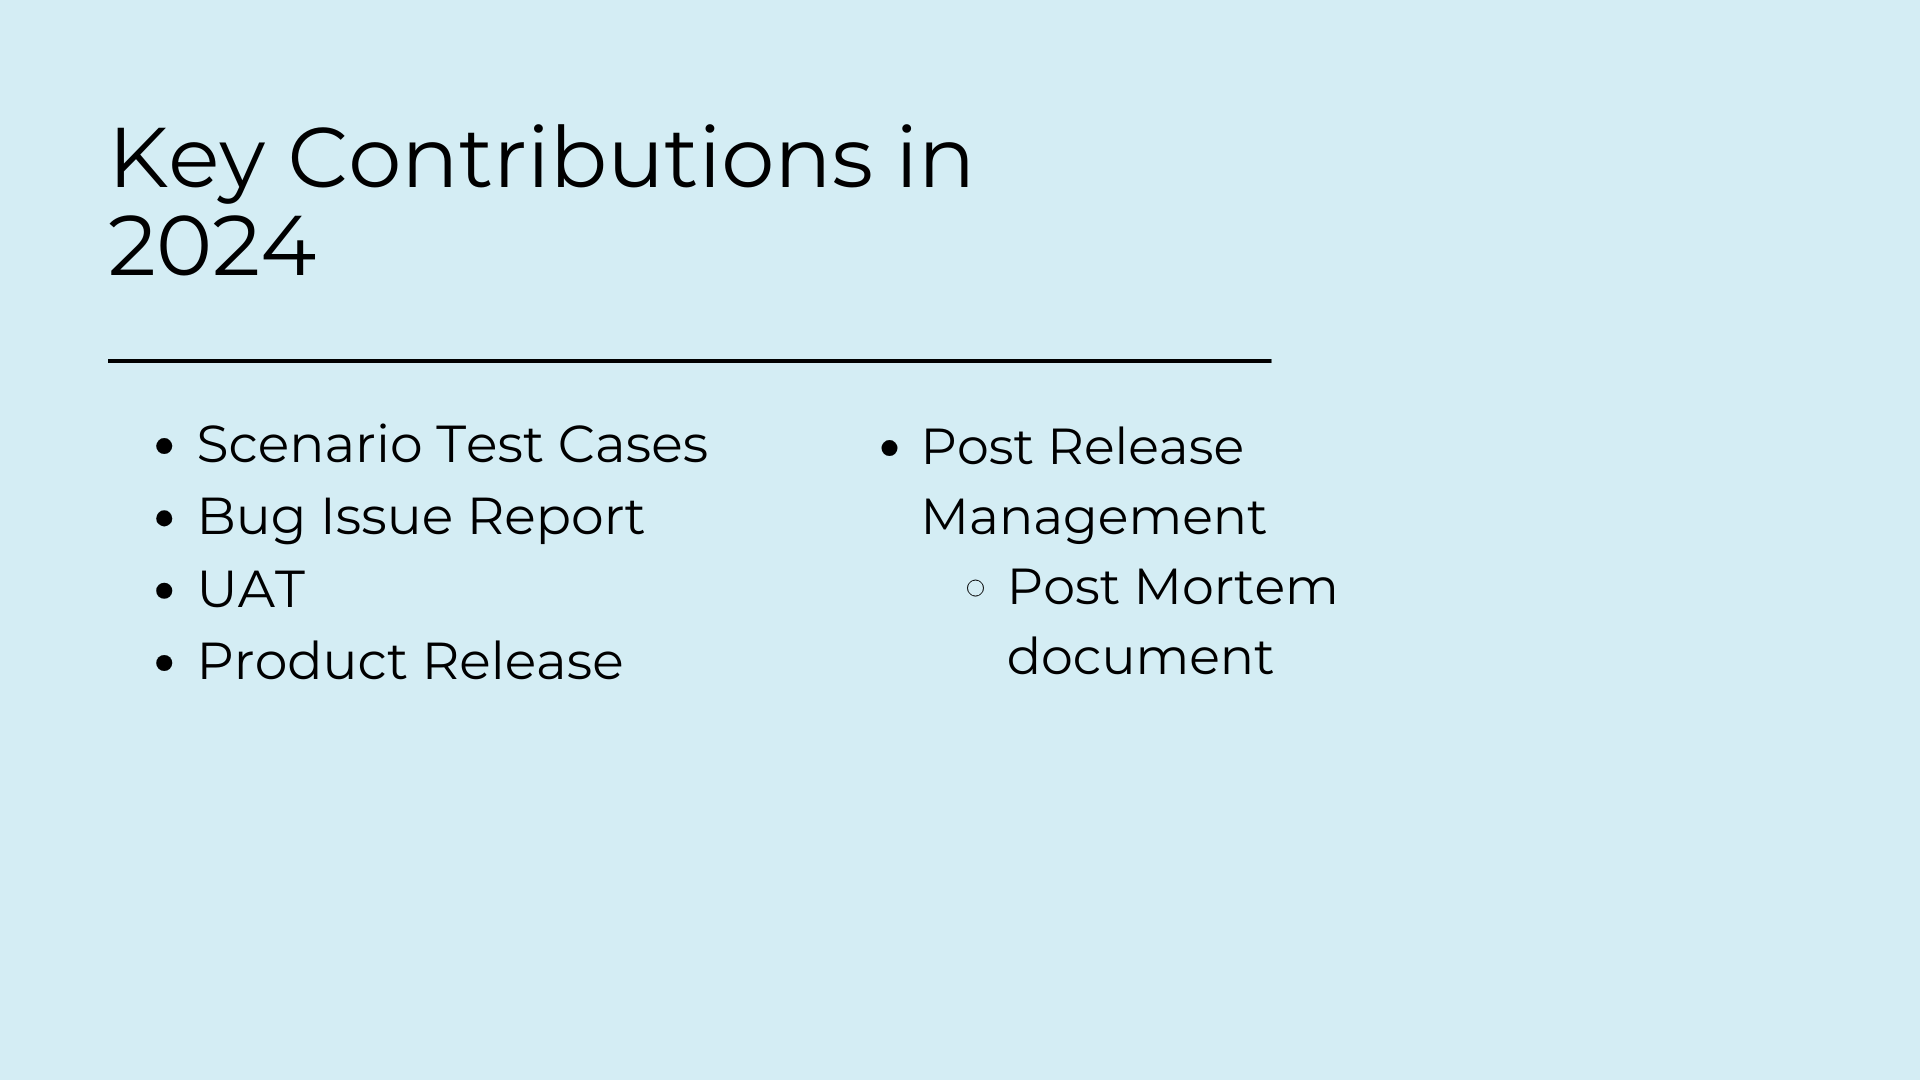 Key Contributions in
2024
Scenario Test Cases
Bug Issue Report
UAT
Product Release
Post Release
Management
Post Mortem
document